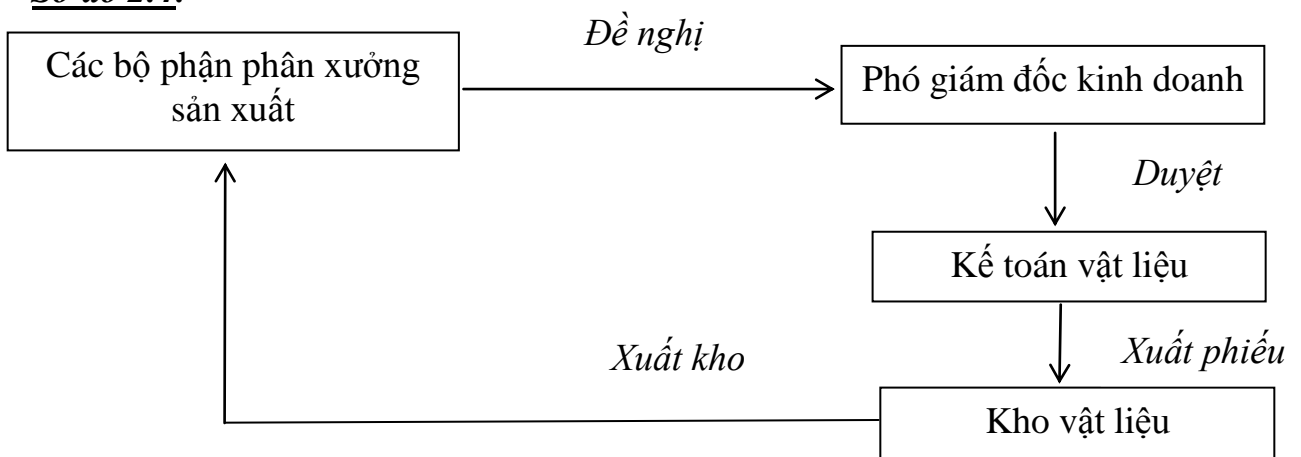 Đề nghị
Các bộ phận phân xưởng
sản xuất
Phó giám đốc kinh doanh
Duyệt
Kế toán vật liệu
Xuất kho
Xuất phiếu
Kho vật liệu